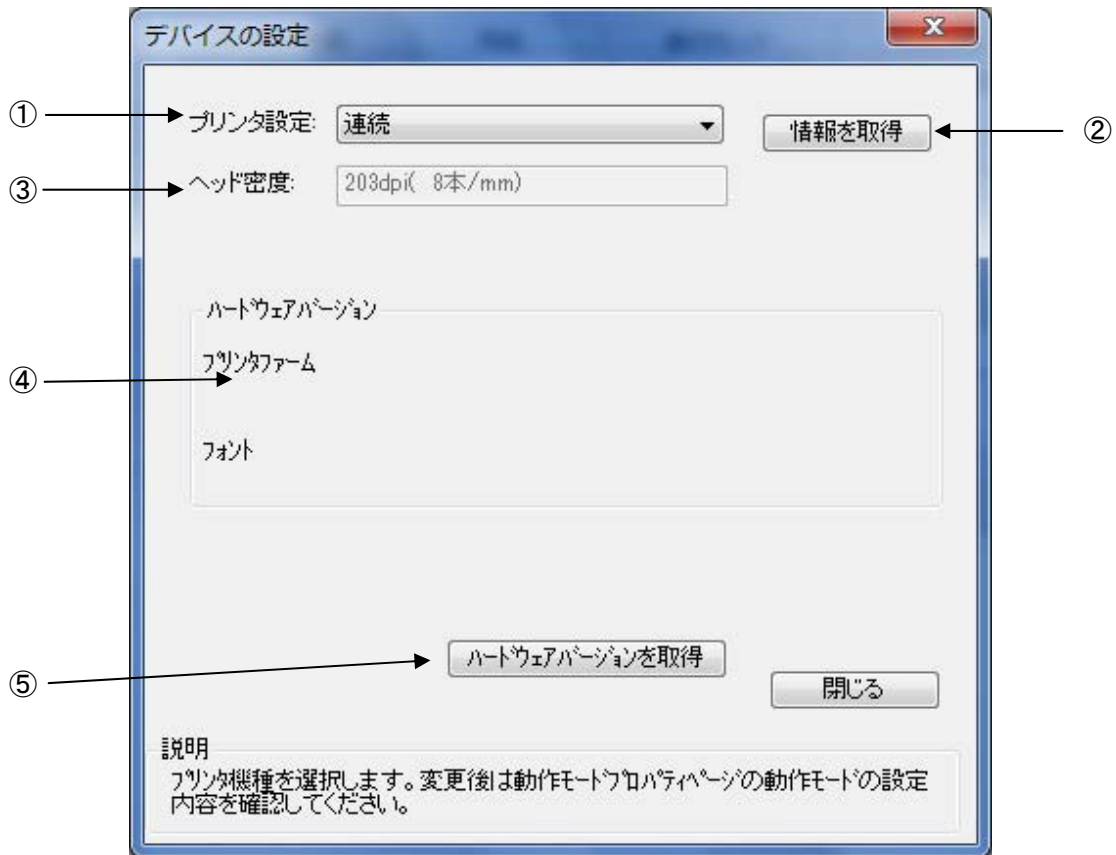 デバイスの設定
X
① プリンタ設定: 連続 情報を取得 ②
③ ヘッド密度: 203dpi( 8本/mm)
ハードウェアバージョン
④ プリンタファーム
フォント
⑤ ハードウェアバージョンを取得
閉じる
説明
プリンタ機種を選択します。変更後は動作モードプロパティページの動作モードの設定
内容を確認してください。